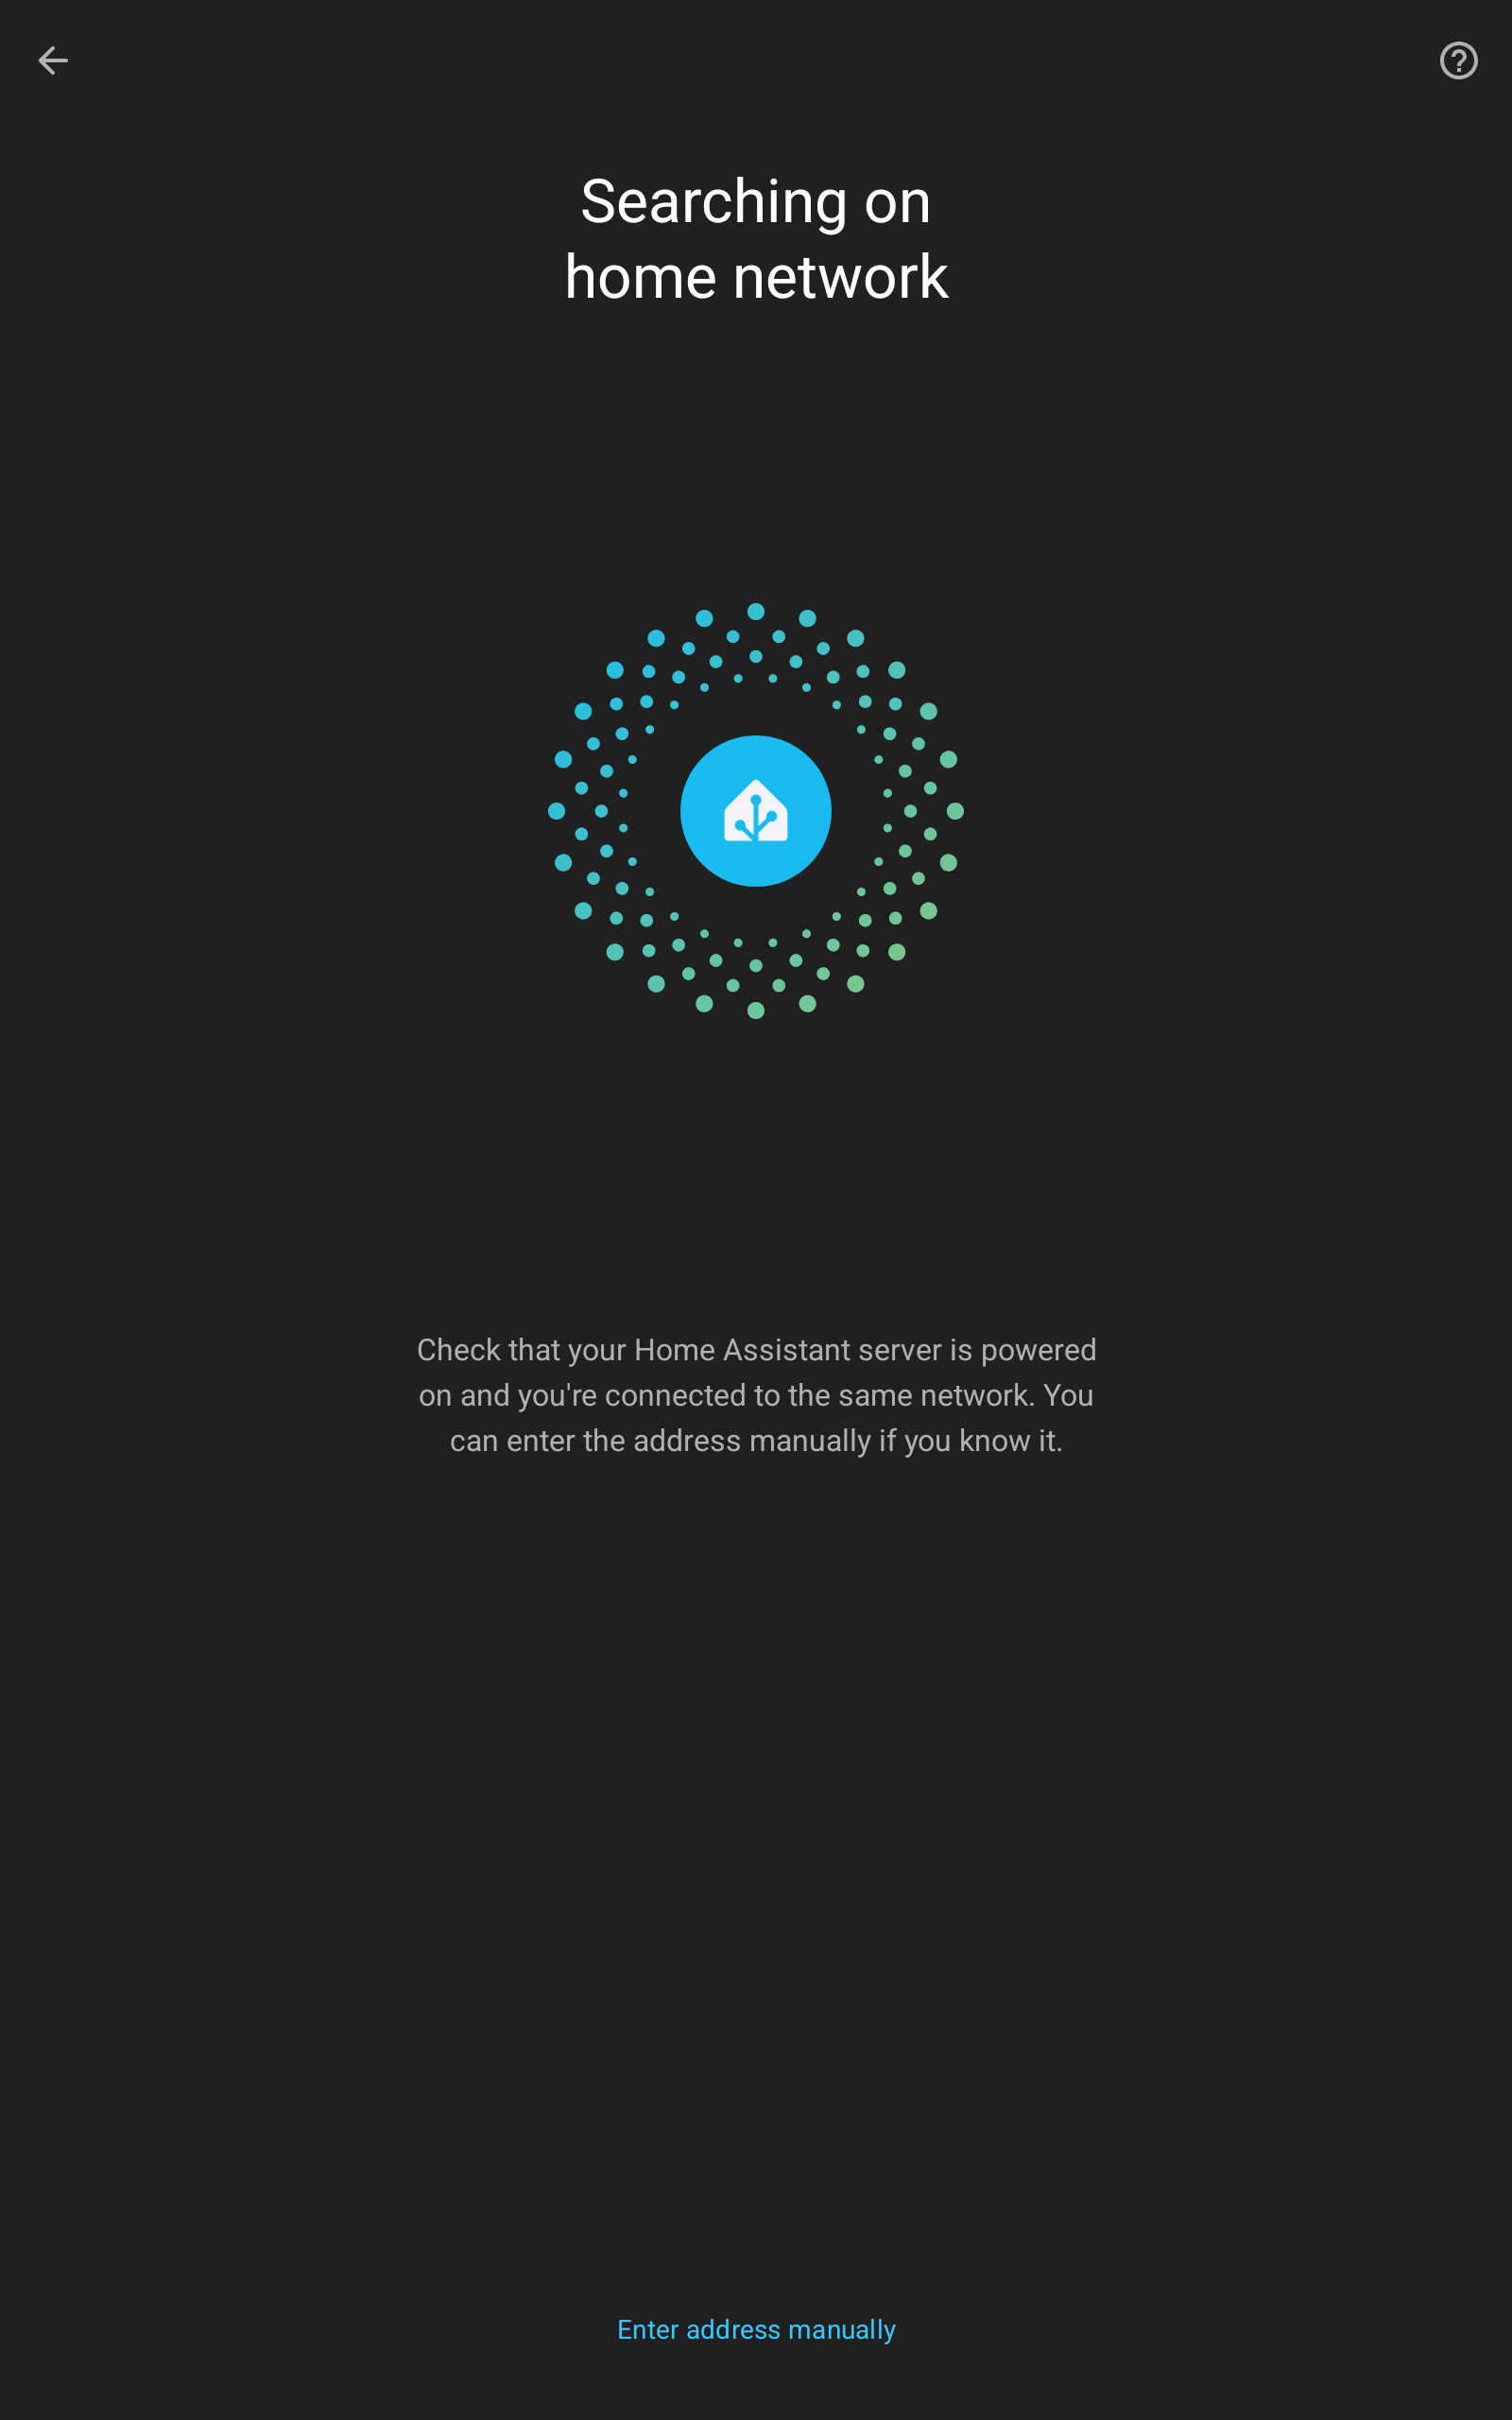 Searching on
home network
Check that your Home Assistant server is powered
on and you're connected to the same network. You
can enter the address manually if you know it.
Enter address manually